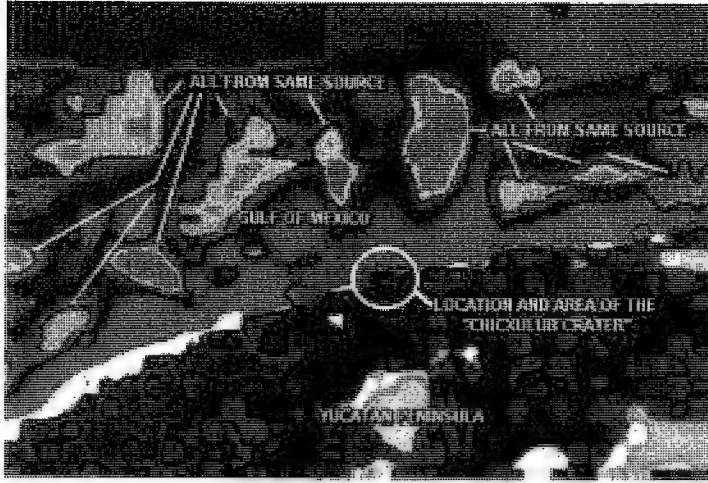 ALL FROM SAME SOURCE
ALL FROM SAME SOURCE
GULF OF MEXICO
LOCATION AND AREA OF THE
"CHICXULUB CRATER"
YUCATAN PENINSULA